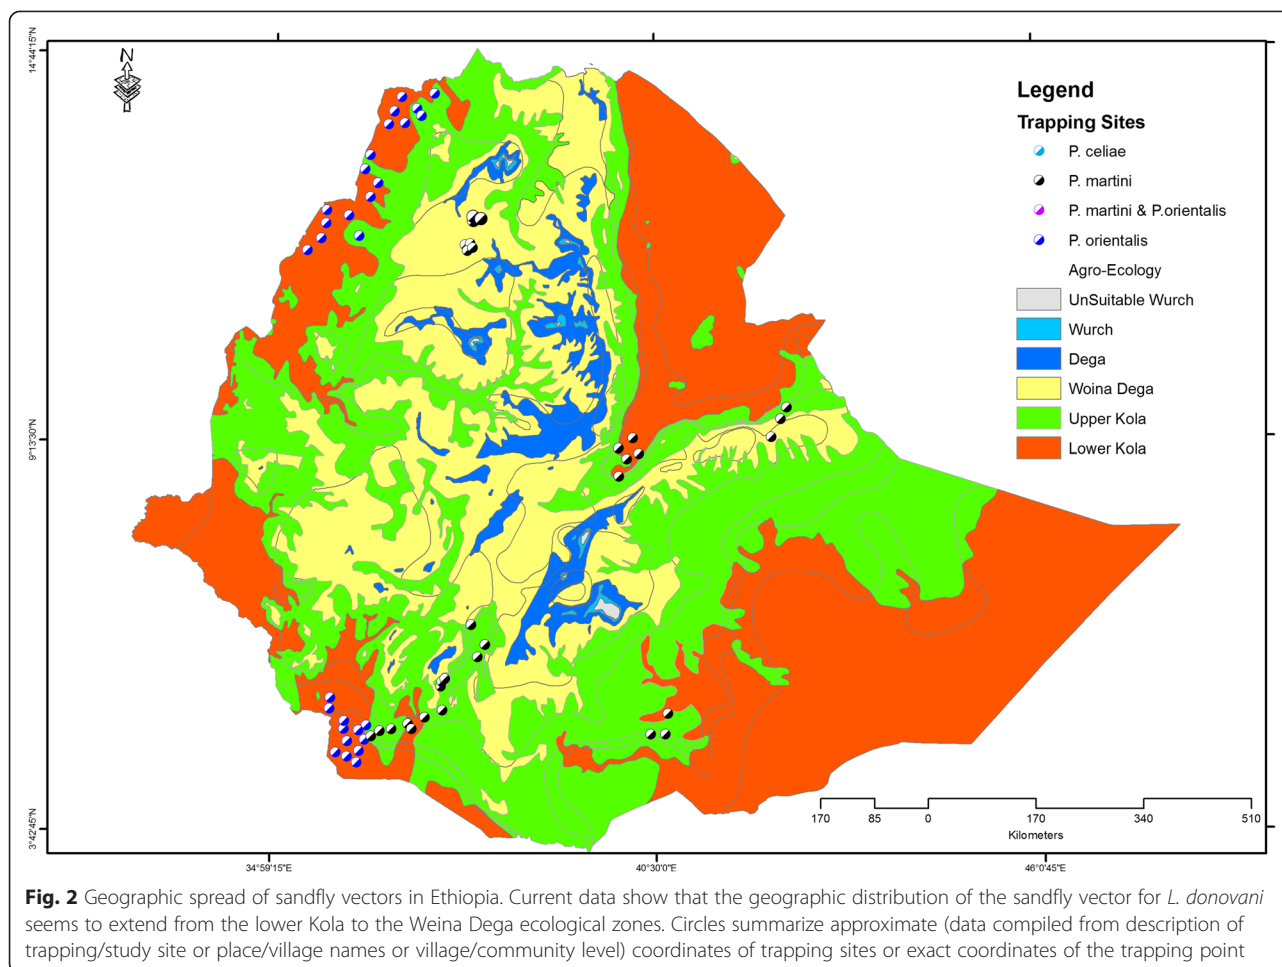 14°44'15"N
N
Legend
Trapping Sites
P. celiae
P. martini
P. martini & P.orientalis
P. orientalis
Agro-Ecology
UnSuitable Wurch
Wurch
Dega
Woina Dega
Upper Kola
Lower Kola
9°13'30"N
170 85 0 170 340 510
Kilometers
3°42'45"N
34°59'15"E 40°30'0"E 46°0'45"E
Fig. 2 Geographic spread of sandfly vectors in Ethiopia. Current data show that the geographic distribution of the sandfly vector for L. donovani
seems to extend from the lower Kola to the Weina Dega ecological zones. Circles summarize approximate (data compiled from description of
trapping/study site or place/village names or village/community level) coordinates of trapping sites or exact coordinates of the trapping point